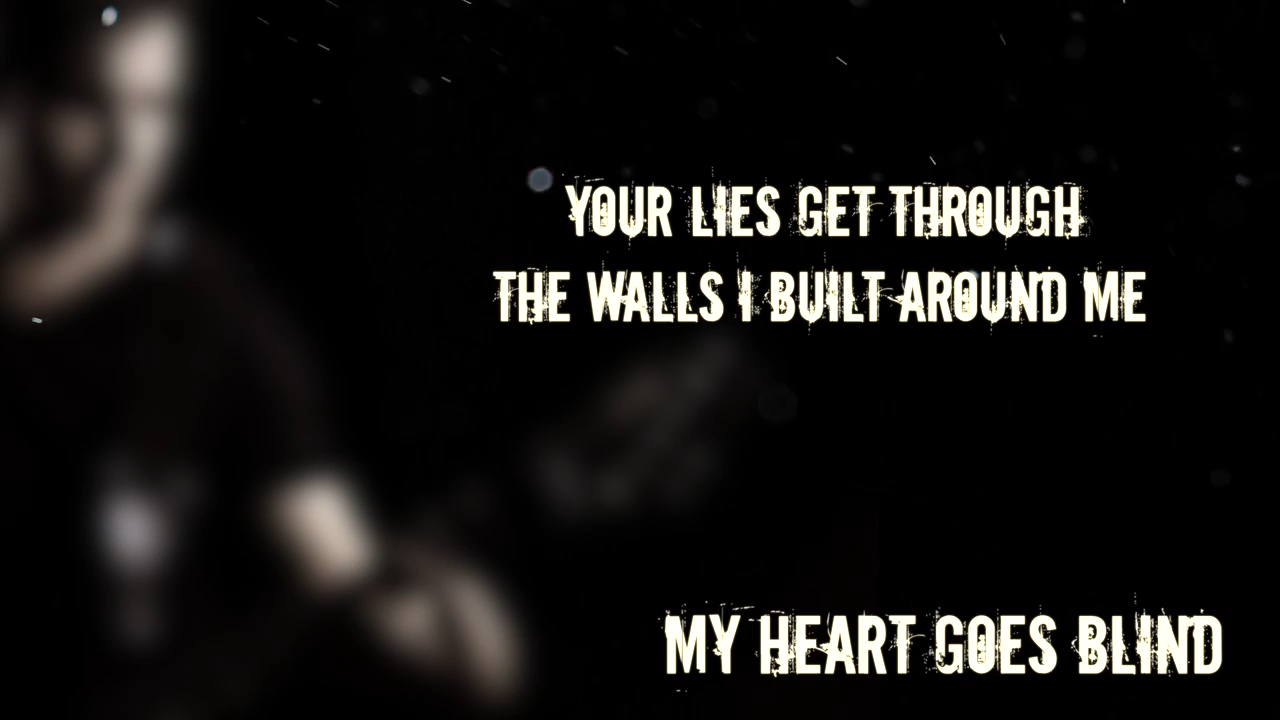 YOUR LIES GET THROUGH
THE WALLS I BUILT AROUND ME
MY HEART GOES BLIND